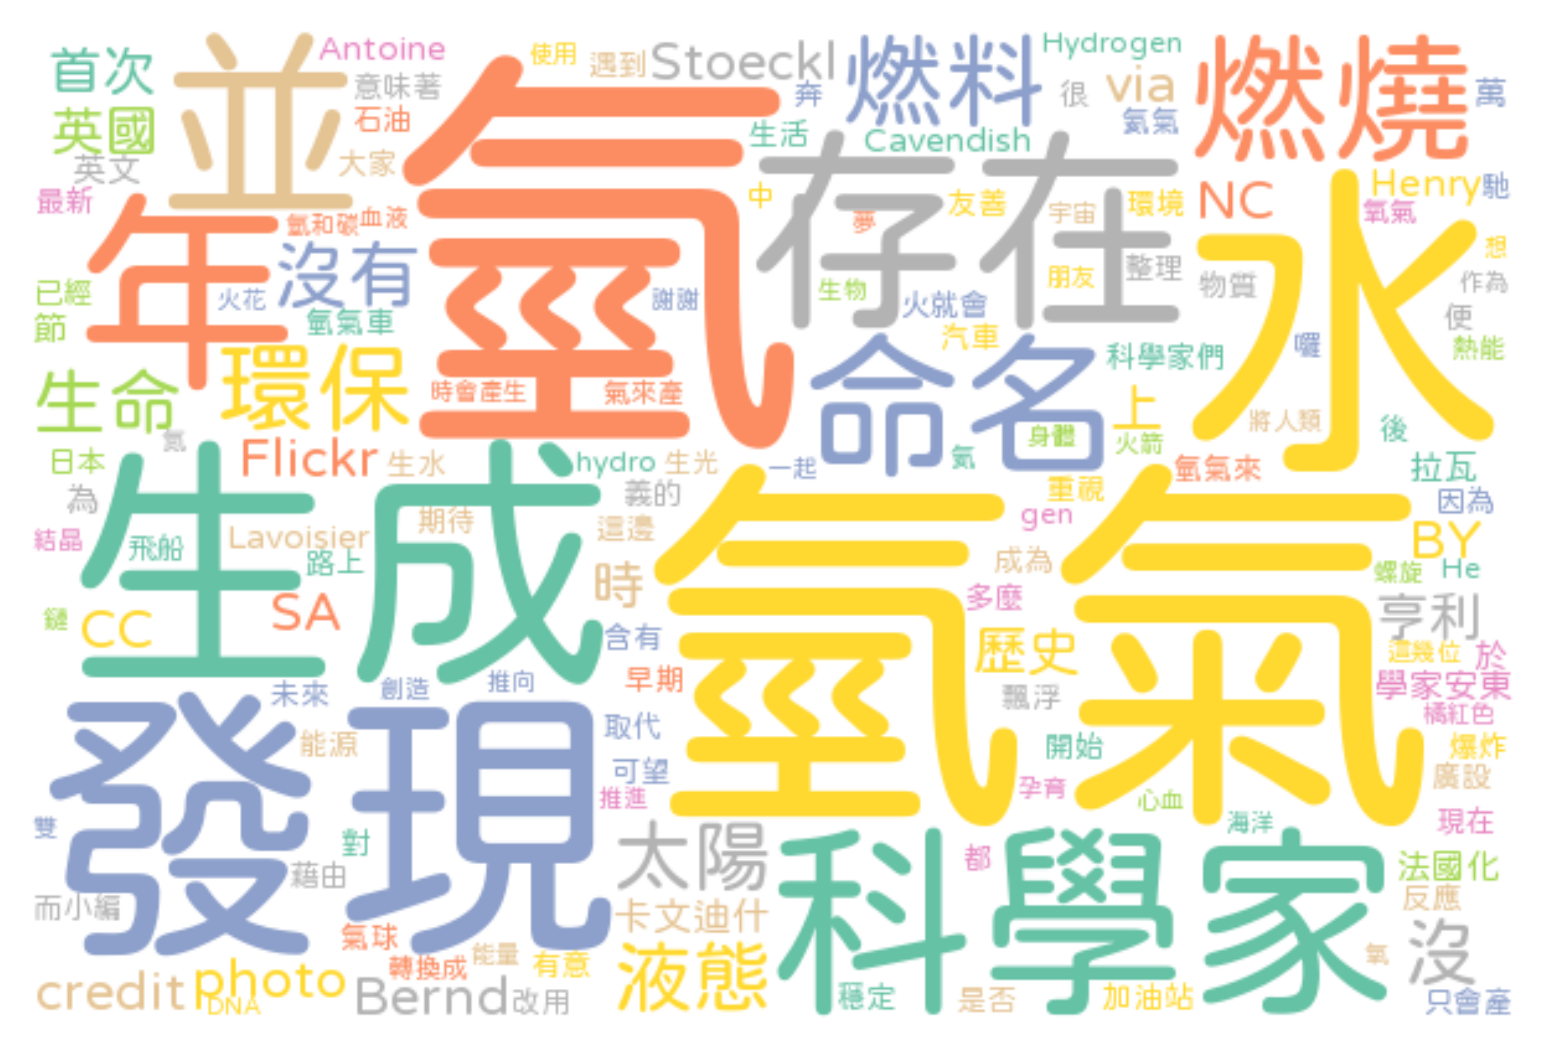 首次
並
Antoine
使用
遇到
Stoeckl
燃料
Hydrogen
燃燒
意味著
氫
奔
很
via
萬
英國
石油
生活
Cavendish
氦氣
英文
大家
存在
最新
年
氫和碳
血液
中
夢
友善
宇宙
環境
NC
水
Henry
馳
氧氣
沒有
朋友
整理
物質
想
作為
已經
火花
謝謝
生物
火就會
便
節
氫氣車
汽車
囉
熱能
環保
命名
科學家們
生命
時會產生
氫來產
上
將人類
後
氮
身體
火箭
日本
Flickr
生水
hydro
生光
一起
氦
氫氣來
拉瓦
為
生成
義的
氫氣
重視
因為
結晶
飛船
Lavoisier
期待
這邊
gen
BY
路上
成為
螺旋
He
鏈
CC
SA
時
多麼
亨利
含有
歷史
這幾位
於
未來
創造
推向
早期
飄浮
學家安東
橘紅色
發現
能源
取代
開始
爆炸
可望
廣設
推進
孕育
心血
雙
對
太陽
科學家
海洋
現在
藉由
都
法國化
而小編
卡文迪什
反應
氣球
沒
轉換成
能量
有意
液態
氧
credit
photo
DNA
Bernd
改用
穩定
是否
加油站
只會產